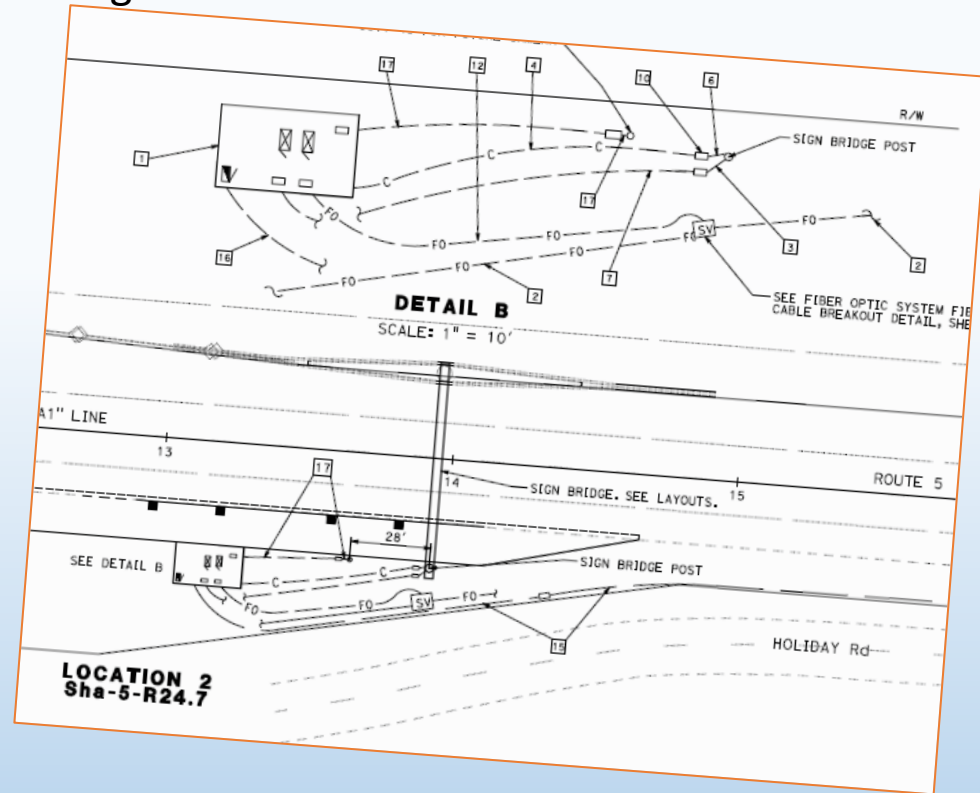 17
12
4
10
6
R/W
SIGN BRIDGE POST
1
C
C
C
17
FO
FO
FO
FO
SV
FO
FO
FO
FO
3
2
16
7
2
DETAIL B
SCALE: 1" = 10'
SEE FIBER OPTIC SYSTEM FIE
CABLE BREAKOUT DETAIL, SHE
A1" LINE
13
14
15
ROUTE 5
17
SIGN BRIDGE. SEE LAYOUTS.
28'
SEE DETAIL B
SIGN BRIDGE POST
C
C
FO
FO
SV
FO
15
HOLIDAY Rd
LOCATION 2
Sha-5-R24.7